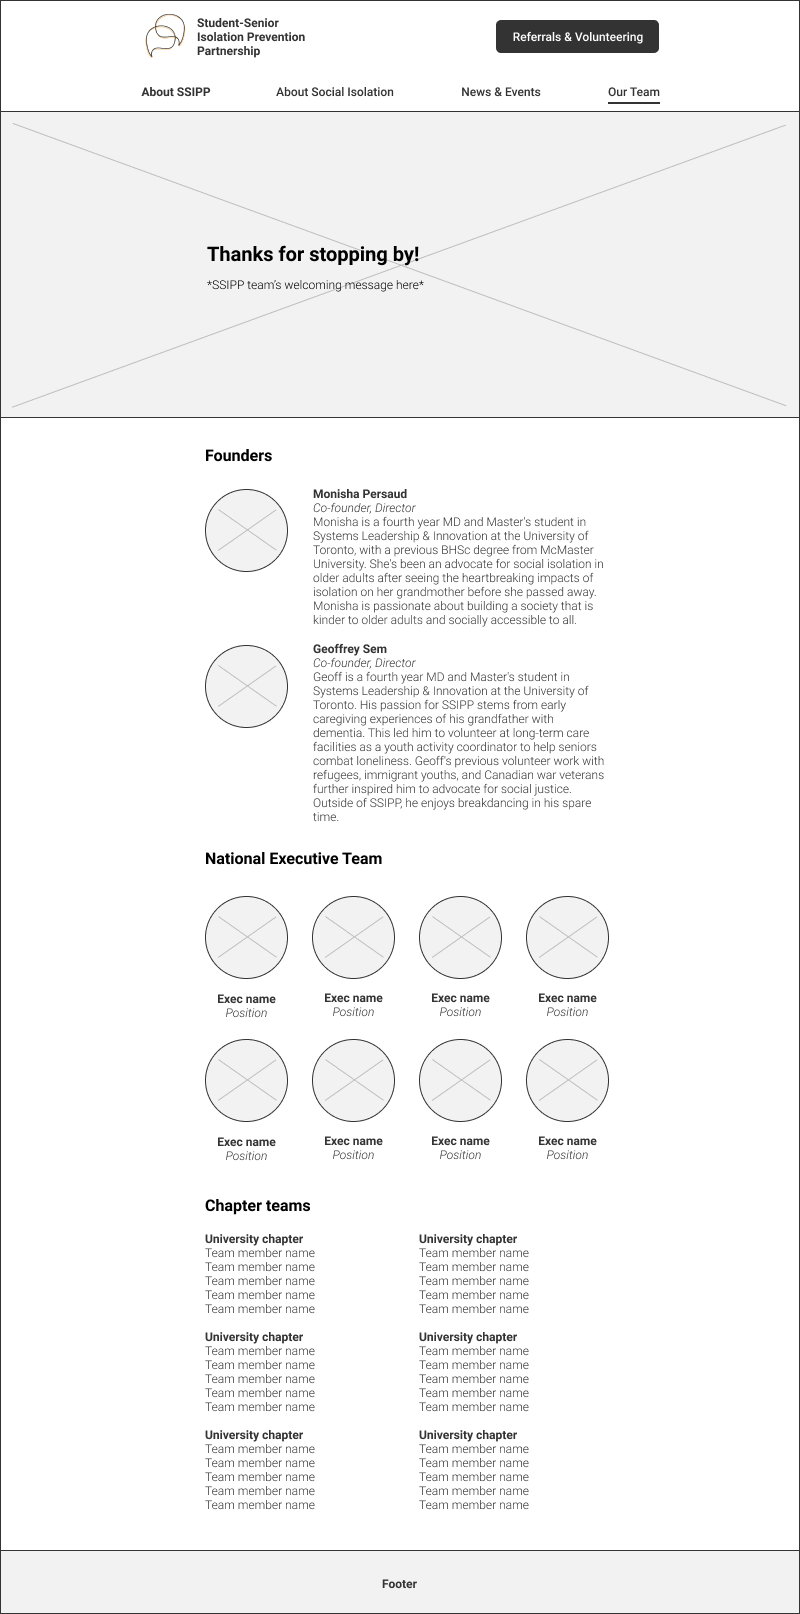 Student-Senior
Isolation Prevention
Partnership
Referrals & Volunteering
About SSIPP
About Social Isolation
News & Events
Our Team
Thanks for stopping by!
*SSIPP team's welcoming message here*
Founders
Monisha Persaud
Co-founder, Director
Monisha is a fourth year MD and Master's student in
Systems Leadership & Innovation at the University of
Toronto, with a previous BHSc degree from McMaster
University. She's been an advocate for social isolation in
older adults after seeing the heartbreaking impacts of
isolation on her grandmother before she passed away.
Monisha is passionate about building a society that is
kinder to older adults and socially accessible to all.
Geoffrey Sem
Co-founder, Director
Geoff is a fourth year MD and Master's student in
Systems Leadership & Innovation at the University of
Toronto. His passion for SSIPP stems from early
caregiving experiences of his grandfather with
dementia. This led him to volunteer at long-term care
facilities as a youth activity coordinator to help seniors
combat loneliness. Geoff's previous volunteer work with
refugees, immigrant youths, and Canadian war veterans
further inspired him to advocate for social justice.
Outside of SSIPP, he enjoys breakdancing in his spare
time.
National Executive Team
Exec name
Position
Exec name
Position
Exec name
Position
Exec name
Position
Exec name
Position
Exec name
Position
Exec name
Position
Exec name
Position
Chapter teams
University chapter
Team member name
Team member name
Team member name
Team member name
Team member name
University chapter
Team member name
Team member name
Team member name
Team member name
Team member name
University chapter
Team member name
Team member name
Team member name
Team member name
Team member name
University chapter
Team member name
Team member name
Team member name
Team member name
Team member name
University chapter
Team member name
Team member name
Team member name
Team member name
Team member name
University chapter
Team member name
Team member name
Team member name
Team member name
Team member name
Footer